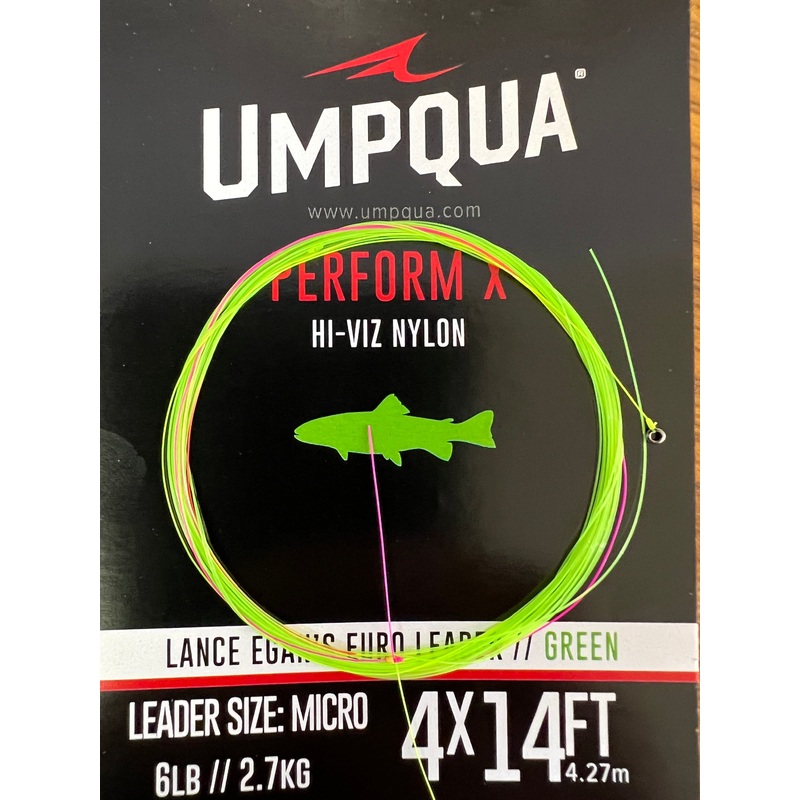 UMPQUA®
www.umpqua.com
PERFORM X
HI-VIZ NYLON
LANCE EGAN'S EURO LEADER // GREEN
LEADER SIZE: MICRO
4X14FT
6LB // 2.7KG
4.27m